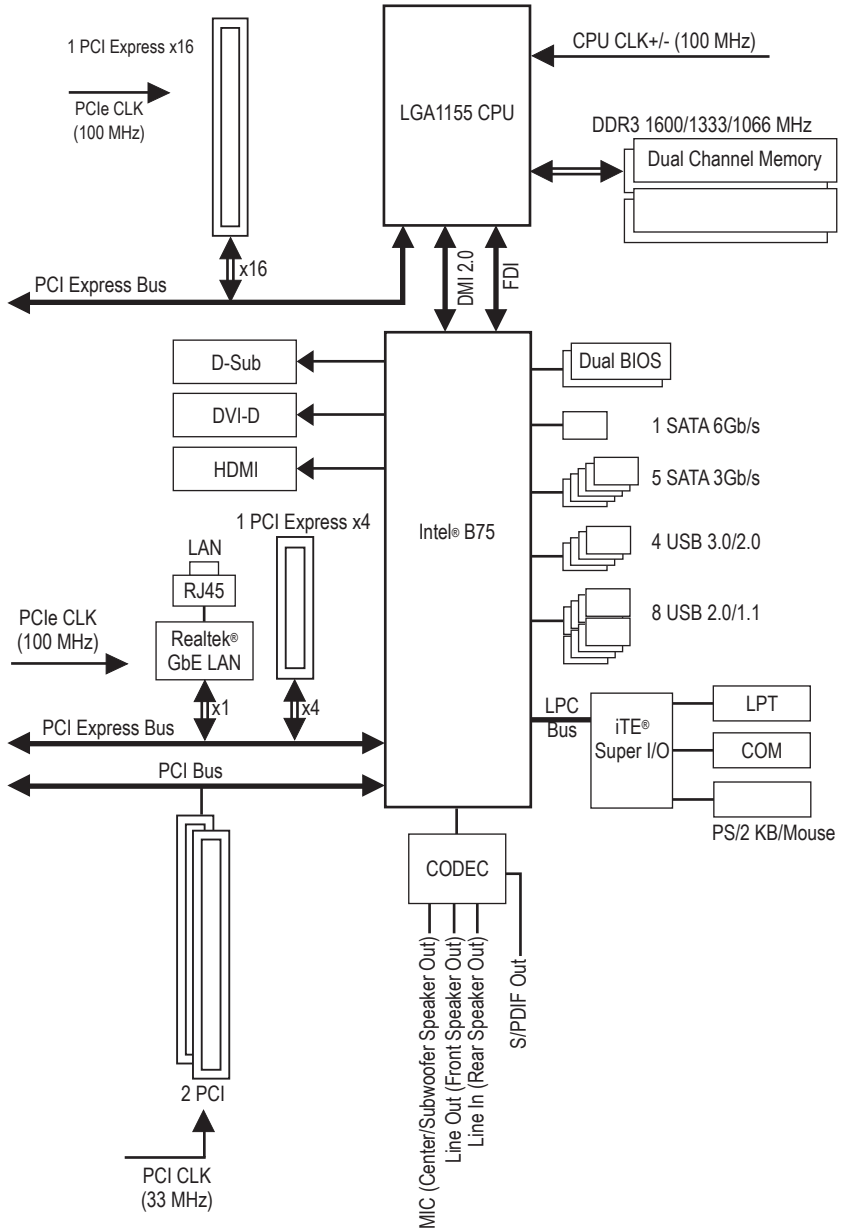 1 PCI Express x16
CPU CLK+/- (100 MHz)
PCIe CLK
(100 MHz)
LGA1155 CPU
DDR3 1600/1333/1066 MHz
Dual Channel Memory
x16
PCI Express Bus
DMI 2.0
FDI
D-Sub
DVI-D
HDMI
Dual BIOS
1 SATA 6Gb/s
5 SATA 3Gb/s
Intel® B75
4 USB 3.0/2.0
8 USB 2.0/1.1
1 PCI Express x4
LAN
RJ45
PCIe CLK
(100 MHz)
Realtek®
GbE LAN
x1
x4
PCI Express Bus
PCI Bus
LPC
Bus
iTE®
Super I/O
LPT
COM
PS/2 KB/Mouse
CODEC
MIC (Center/Subwoofer Speaker Out)
Line Out (Front Speaker Out)
Line In (Rear Speaker Out)
S/PDIF Out
2 PCI
PCI CLK
(33 MHz)